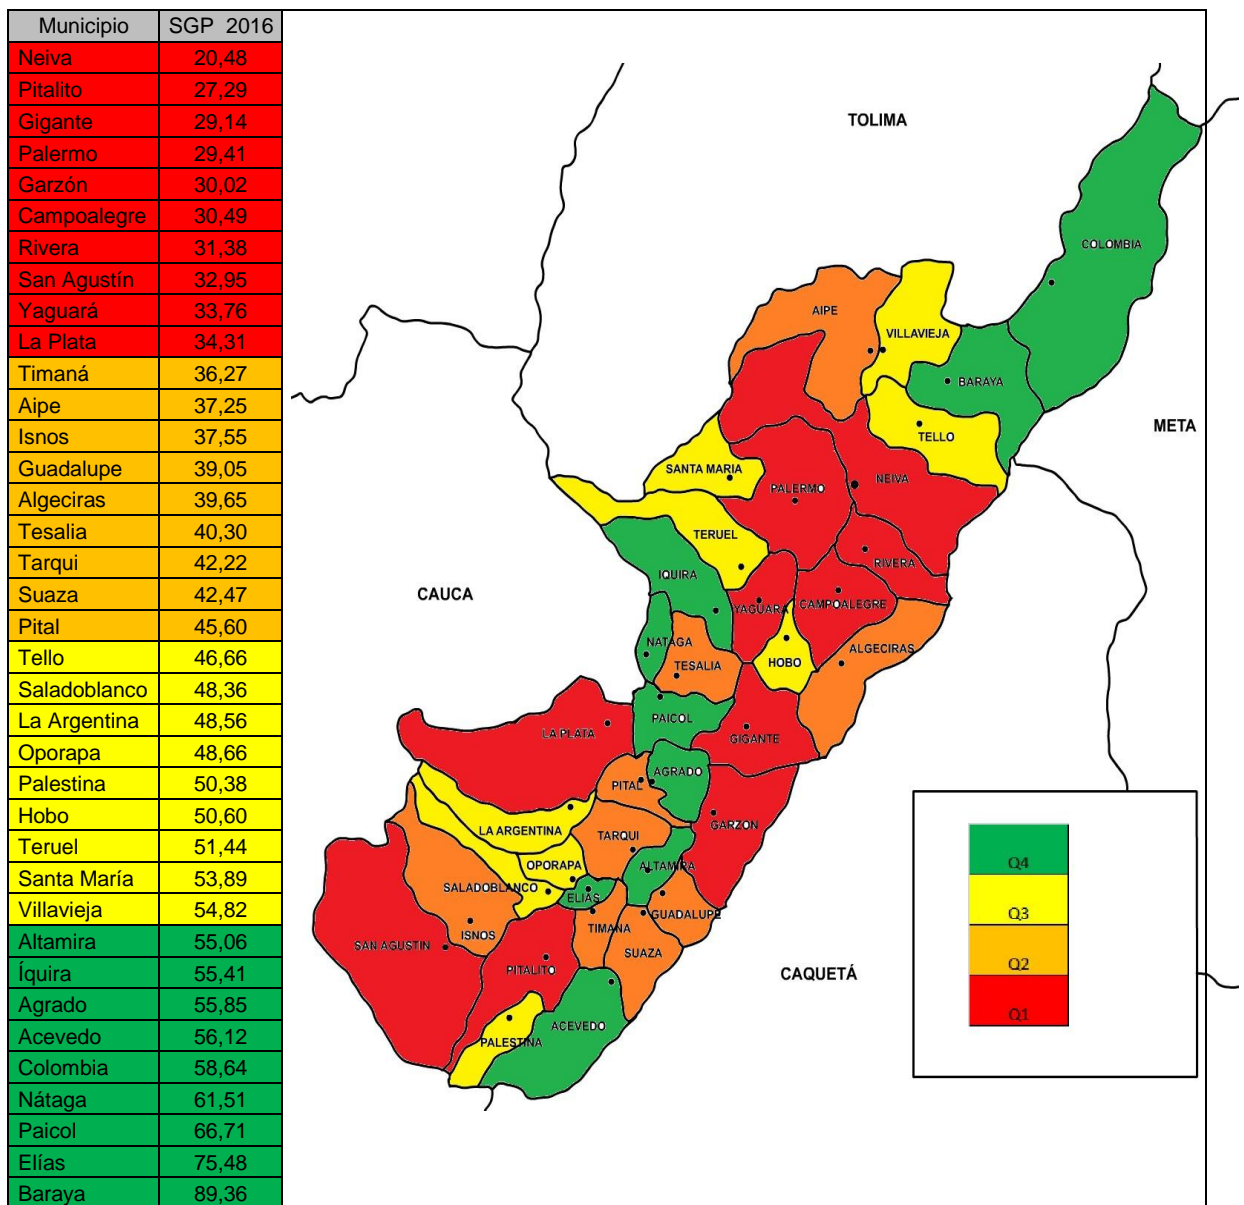 Municipio SGP 2016
Neiva 20,48
Pitalito 27,29
Gigante 29,14
Palermo 29,41
Garzón 30,02
Campoalegre 30,49
Rivera 31,38
San Agustín 32,95
Yaguará 33,76
La Plata 34,31
Timaná 36,27
Aipe 37,25
Isnos 37,55
Guadalupe 39,05
Algeciras 39,65
Tesalia 40,30
Tarqui 42,22
Suaza 42,47
Pital 45,60
Tello 46,66
Saladoblanco 48,36
La Argentina 48,56
Oporapa 48,66
Palestina 50,38
Hobo 50,60
Teruel 51,44
Santa María 53,89
Villavieja 54,82
Altamira 55,06
Íquira 55,41
Agrado 55,85
Acevedo 56,12
Colombia 58,64
Nátaga 61,51
Paicol 66,71
Elías 75,48
Baraya 89,36
TOLIMA
COLOMBIA
AIPE
VILLAVIEJA
BARAYA
META
TELLO
SANTA MARIA
PALERMO
NEIVA
TERUEL
RIVERA
IQUIRA
CAUCA
YAGUARA
CAMPOALEGRE
NATAGA
TESALIA
HOBO
ALGECIRAS
PAICOL
LA PLATA
GIGANTE
AGRADO
PITAL
GARZON
LA ARGENTINA
TARQUI
OPORAPA
ALTAMIRA
SALADOBLANCO
ELIAS
GUADALUPE
ISNOS
TIMANA
SAN AGUSTIN
SUAZA
PITALITO
CAQUETÁ
ACEVEDO
PALESTINA
Q4
Q3
Q2
Q1